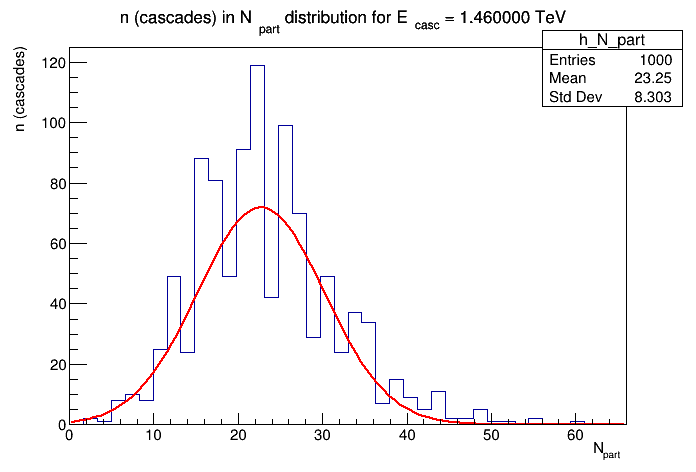 n (cascades) in N part distribution for E casc = 1.460000 TeV
h_N_part
Entries 1000
Mean 23.25
Std Dev 8.303
n (cascades)
120
100
80
60
40
20
0
0 10 20 30 40 50 60
N part